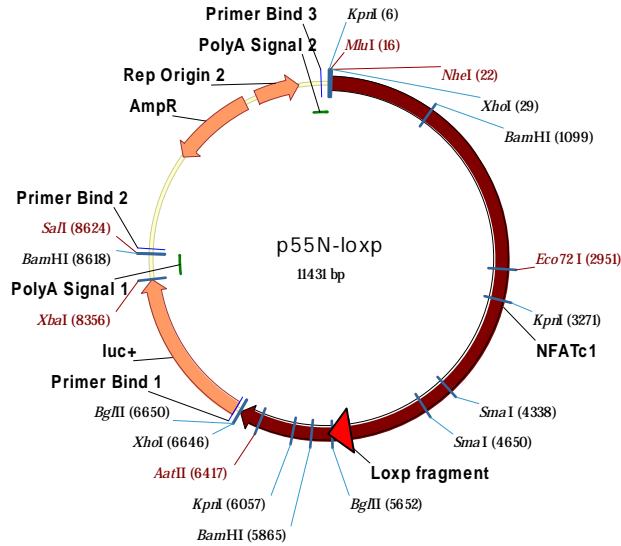 Primer Bind 3
KpnI (6)
PolyA Signal 2
MluI (16)
Rep Origin 2
NheI (22)
AmpR
XhoI (29)
BamHI (1099)
Primer Bind 2
SalI (8624)
BamHI (8618)
p55N-loxp
11431 bp
Eco72 I (2951)
PolyA Signal 1
XbaI (8356)
KpnI (3271)
NFATc1
luc+
Primer Bind 1
BglII (6650)
SmaI (4338)
XhoI (6646)
SmaI (4650)
AatII (6417)
Loxp fragment
KpnI (6057)
BglII (5652)
BamHI (5865)